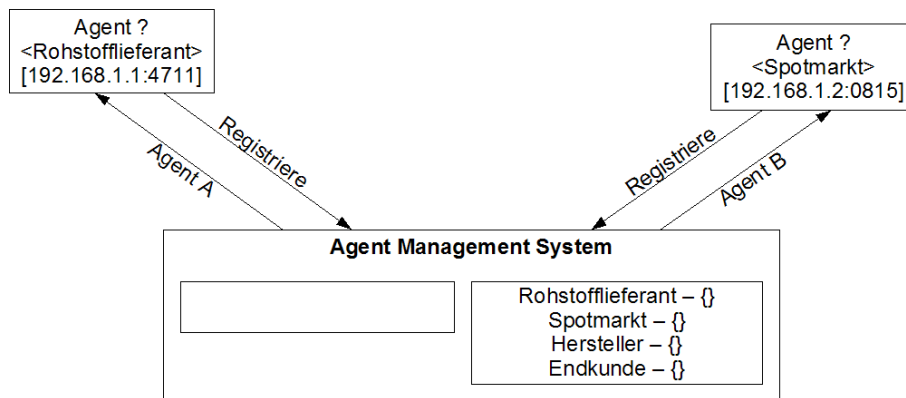 Agent ?
<Rohstofflieferant>
[192.168.1.1:4711]
Agent ?
<Spotmarkt>
[192.168.1.2:0815]
Registriere
Agent A
Registriere
Agent B
Agent Management System
Rohstofflieferant – {}
Spotmarkt – {}
Hersteller – {}
Endkunde – {}